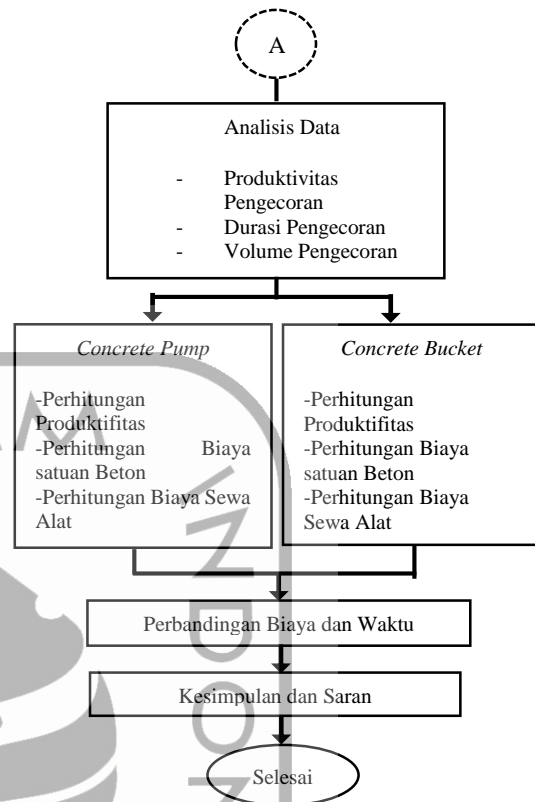 A
Analisis Data
- Produktivitas
Pengecoran
- Durasi Pengecoran
- Volume Pengecoran
Concrete Pump
-Perhitungan
Produktifitas
-Perhitungan Biaya
satuan Beton
-Perhitungan Biaya Sewa
Alat
Concrete Bucket
-Perhitungan
Produktifitas
-Perhitungan Biaya
satuan Beton
-Perhitungan Biaya
Sewa Alat
Perbandingan Biaya dan Waktu
Kesimpulan dan Saran
Selesai